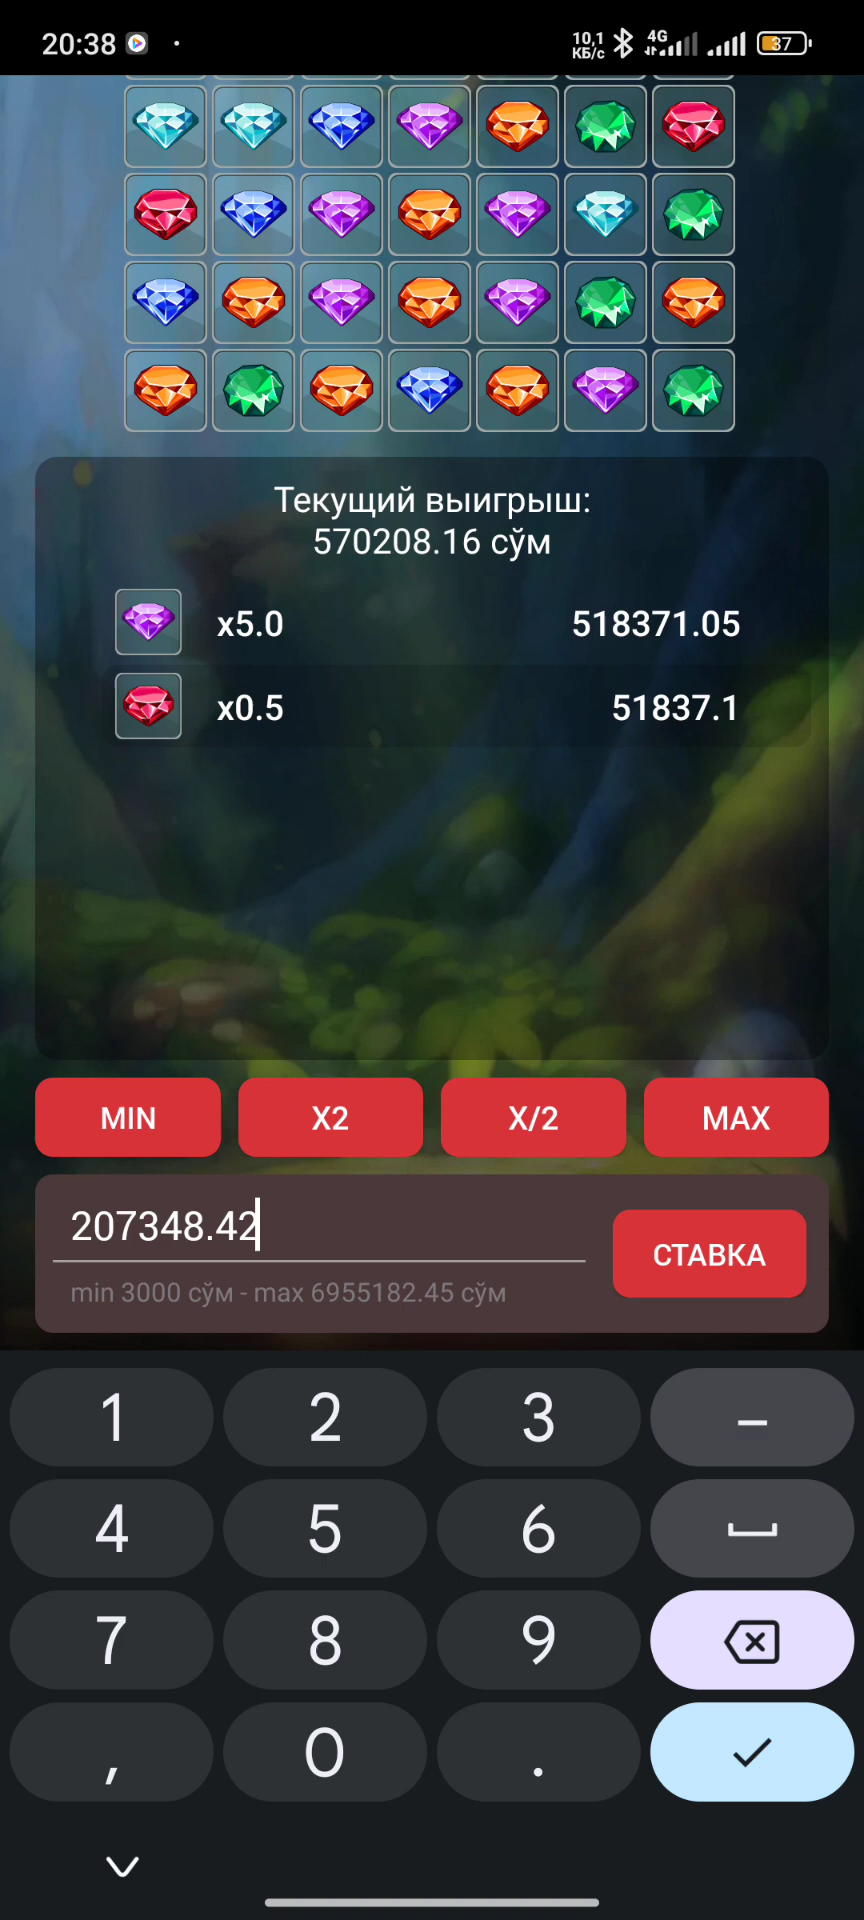 20:38
10,1
КБ/с
4G
37
Текущий выигрыш:
570208.16 сўм
x5.0 518371.05
x0.5 51837.1
MIN X2 X/2 MAX
207348.42
СТАВКА
min 3000 сўм - max 6955182.45 сўм
1 2 3 –
4 5 6
7 8 9
, 0 .